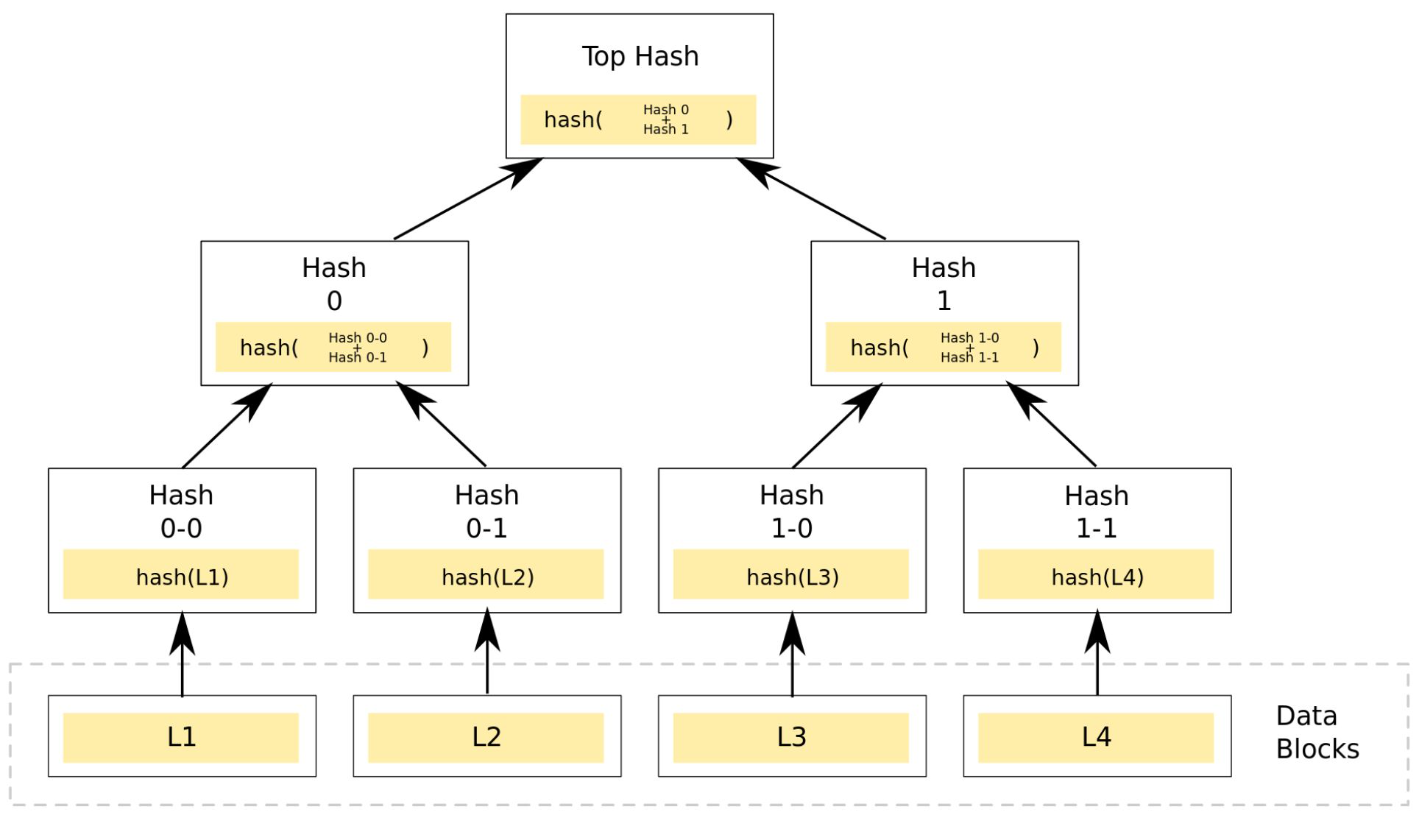 Top Hash
hash( Hash 0 + Hash 1 )
Hash
0
hash( Hash 0-0 + Hash 0-1 )
Hash
1
hash( Hash 1-0 + Hash 1-1 )
Hash
0-0
hash(L1)
Hash
0-1
hash(L2)
Hash
1-0
hash(L3)
Hash
1-1
hash(L4)
L1
L2
L3
L4
Data
Blocks